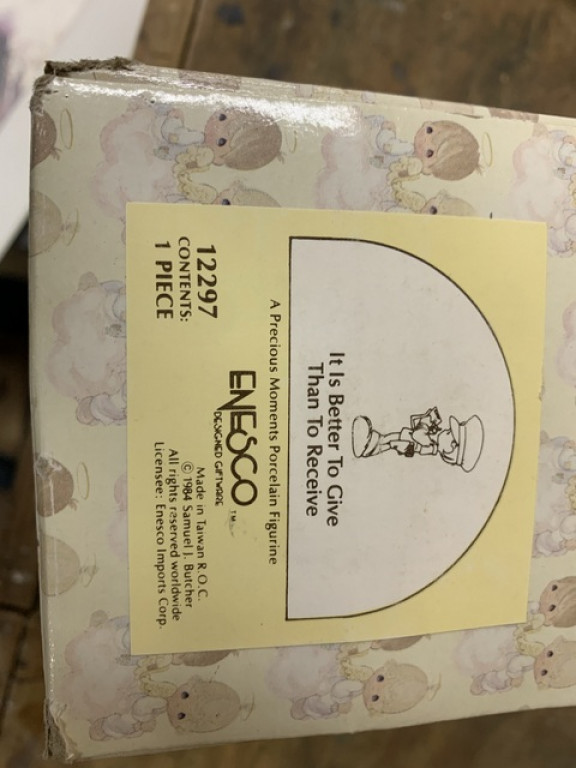 It Is Better To Give
Than To Receive
A Precious Moments Porcelain Figurine
12297
CONTENTS:
1 PIECE
ENESCO™
DESIGNED GIFTWARE
Made in Taiwan R.O.C.
© 1984 Samuel J. Butcher
All rights reserved worldwide
Licensee: Enesco Imports Corp.